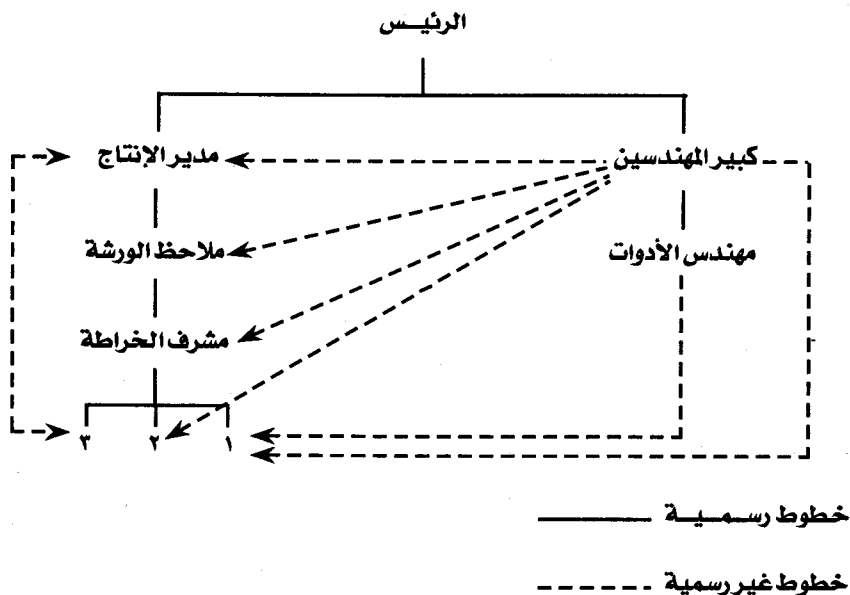 الرئيس
كبير المهندسين
مدير الإنتاج
مهندس الأدوات
ملاحظ الورشة
مشرف الخراطة
١ ٢ ٣
خطوط رسمية
خطوط غير رسمية